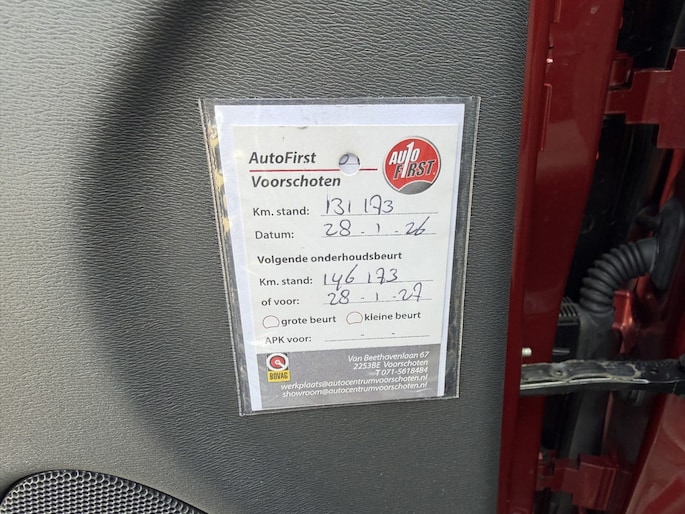 AutoFirst
Voorschoten
AUTO
FIRST
Km. stand: 131 173
Datum: 28 - 1 - 26
Volgende onderhoudsbeurt
Km. stand: 146 173
of voor: 28 - 1 - 27
grote beurt kleine beurt
APK voor: - -
BOVAG
Van Beethovenlaan 67
2253BE Voorschoten
T 071-5618484
werkplaats@autocentrumvoorschoten.nl
showroom@autocentrumvoorschoten.nl